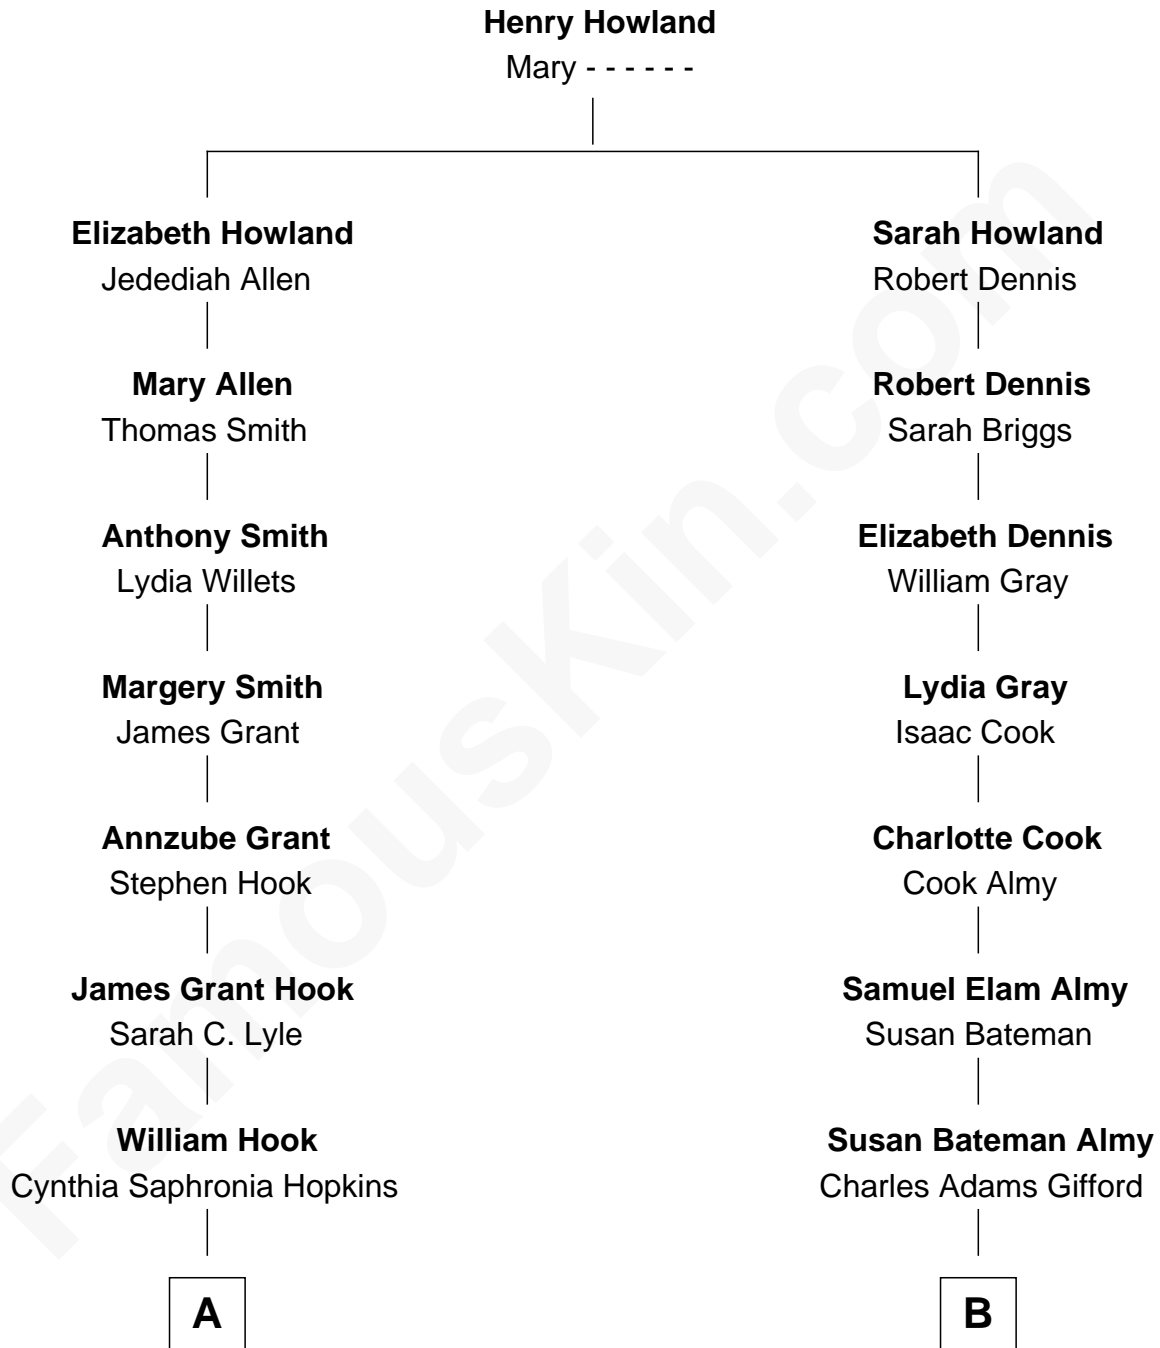 Henry Howland
Mary - - - - - -
Elizabeth Howland
Jedediah Allen
Sarah Howland
Robert Dennis
Mary Allen
Thomas Smith
Robert Dennis
Sarah Briggs
Anthony Smith
Lydia Willets
Elizabeth Dennis
William Gray
Margery Smith
James Grant
Lydia Gray
Isaac Cook
Annzube Grant
Stephen Hook
Charlotte Cook
Cook Almy
James Grant Hook
Sarah C. Lyle
Samuel Elam Almy
Susan Bateman
William Hook
Cynthia Saphronia Hopkins
Susan Bateman Almy
Charles Adams Gifford
A
B
FamousKin.com